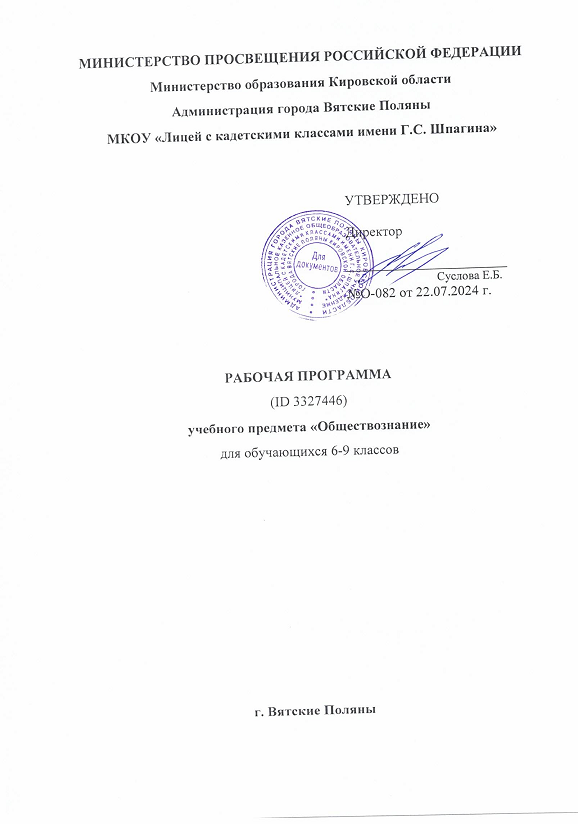 МИНИСТЕРСТВО ПРОСВЕЩЕНИЯ РОССИЙСКОЙ ФЕДЕРАЦИИ
Министерство образования Кировской области
Администрация города Вятские Поляны
МКОУ «Лицей с кадетскими классами имени Г.С. Шпагина»
УТВЕРЖДЕНО
Директор
Суслова Е.Б.
№О-082 от 22.07.2024 г.
Для
документов
РАБОЧАЯ ПРОГРАММА
(ID 3327446)
учебного предмета «Обществознание»
для обучающихся 6-9 классов
г. Вятские Поляны